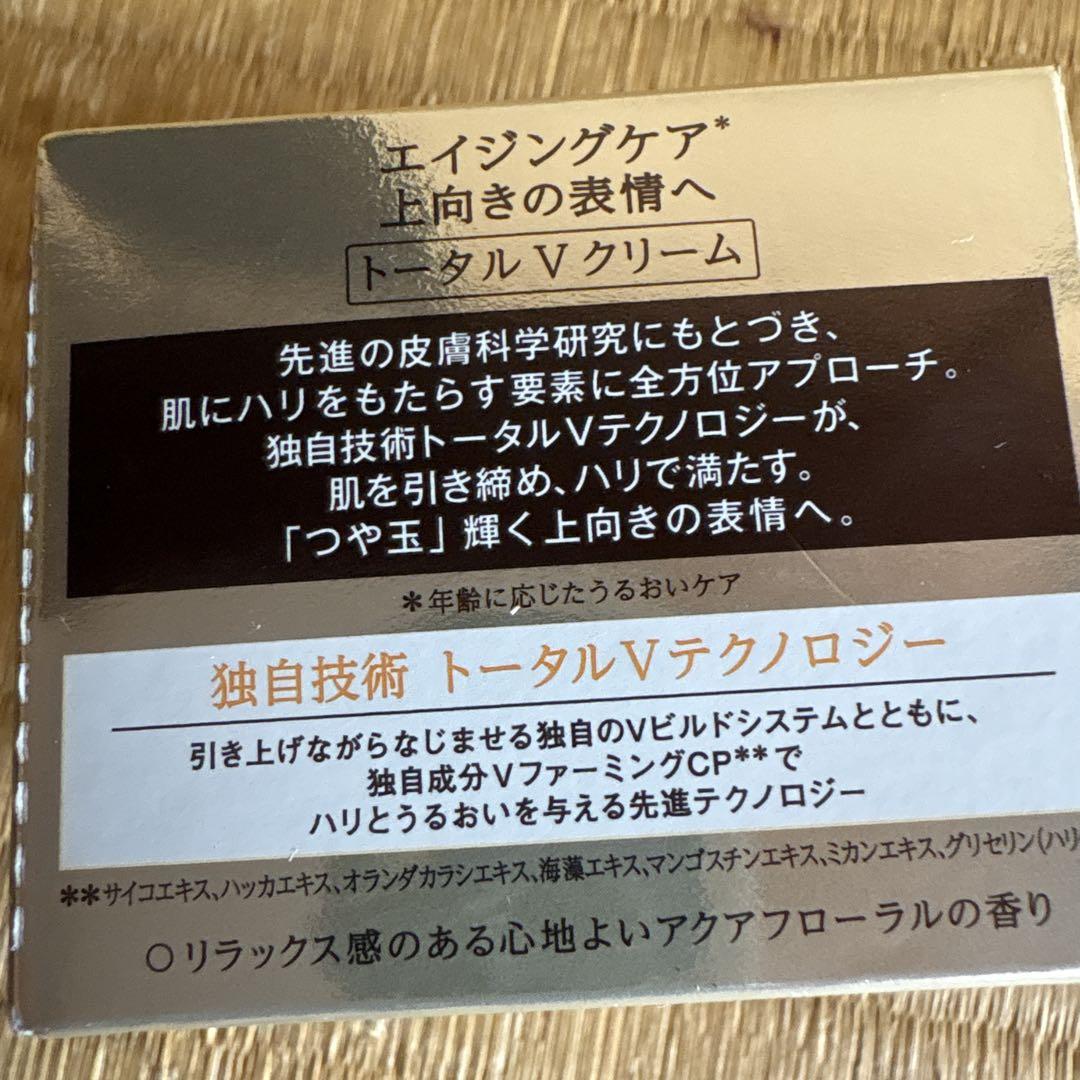 エイジングケア*
上向きの表情へ
トータル V クリーム
先進の皮膚科学研究にもとづき、
肌にハリをもたらす要素に全方位アプローチ。
独自技術トータルVテクノロジーが、
肌を引き締め、ハリで満たす。
「つや玉」輝く上向きの表情へ。
*年齢に応じたうるおいケア
独自技術 トータルVテクノロジー
引き上げながらなじませる独自のVビルドシステムとともに、
独自成分VファーミングCP**で
ハリとうるおいを与える先進テクノロジー
**サイコエキス、ハッカエキス、オランダカラシエキス、海藻エキス、マンゴスチンエキス、ミカンエキス、グリセリン(ハリ
○リラックス感のある心地よいアクアフローラルの香り